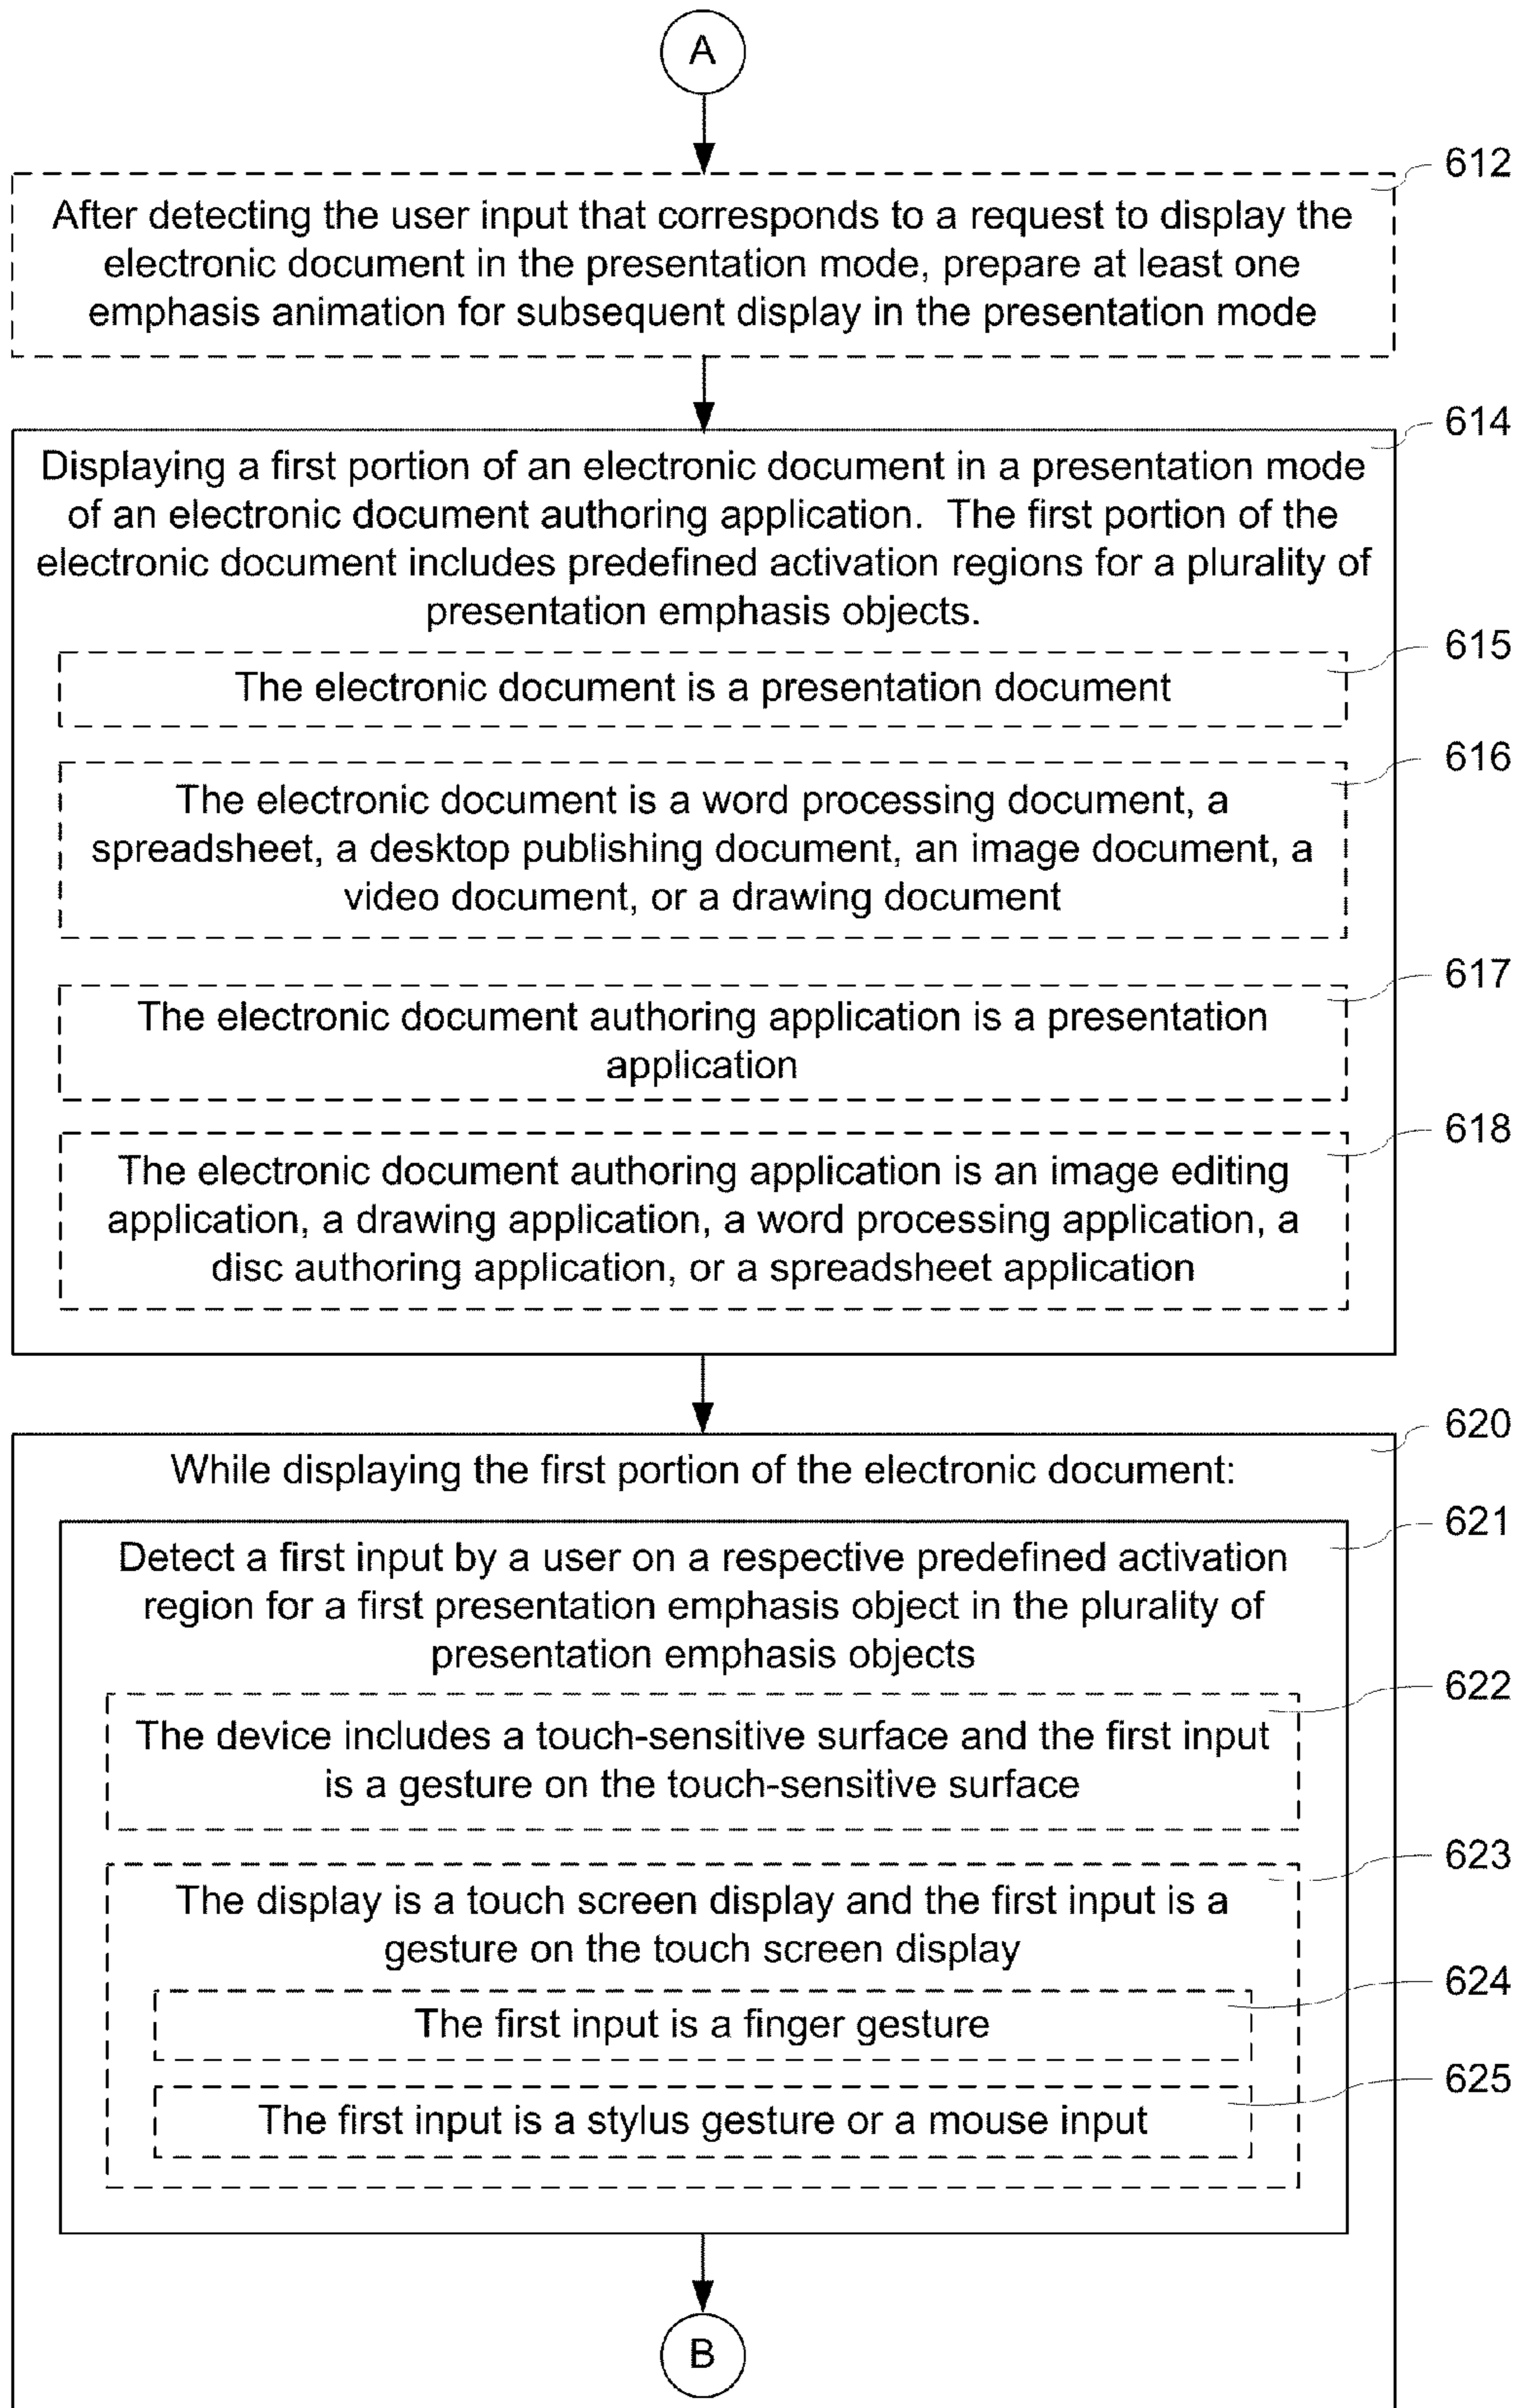 A
612
After detecting the user input that corresponds to a request to display the
electronic document in the presentation mode, prepare at least one
emphasis animation for subsequent display in the presentation mode
614
Displaying a first portion of an electronic document in a presentation mode
of an electronic document authoring application.  The first portion of the
electronic document includes predefined activation regions for a plurality of
presentation emphasis objects.
615
The electronic document is a presentation document
616
The electronic document is a word processing document, a
spreadsheet, a desktop publishing document, an image document, a
video document, or a drawing document
617
The electronic document authoring application is a presentation
application
618
The electronic document authoring application is an image editing
application, a drawing application, a word processing application, a
disc authoring application, or a spreadsheet application
620
While displaying the first portion of the electronic document:
621
Detect a first input by a user on a respective predefined activation
region for a first presentation emphasis object in the plurality of
presentation emphasis objects
622
The device includes a touch-sensitive surface and the first input
is a gesture on the touch-sensitive surface
623
The display is a touch screen display and the first input is a
gesture on the touch screen display
624
The first input is a finger gesture
625
The first input is a stylus gesture or a mouse input
B